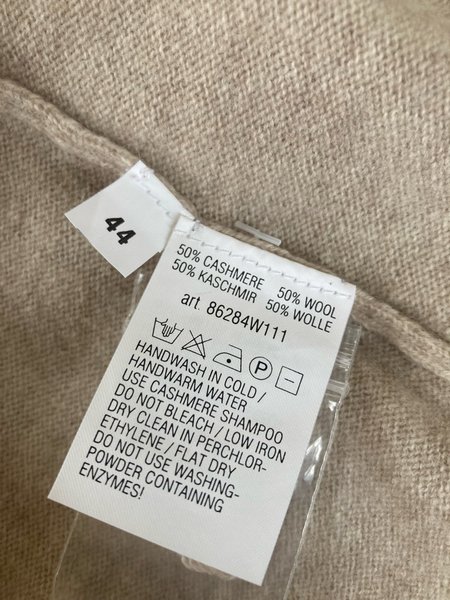 44
50% CASHMERE 50% WOOL
50% KASCHMIR 50% WOLLE
art. 86284W111
P
HANDWASH IN COLD /
HANDWARM WATER
USE CASHMERE SHAMPOO
DO NOT BLEACH / LOW IRON
DRY CLEAN IN PERCHLOR-
ETHYLENE / FLAT DRY
DO NOT USE WASHING-
POWDER CONTAINING
ENZYMES!